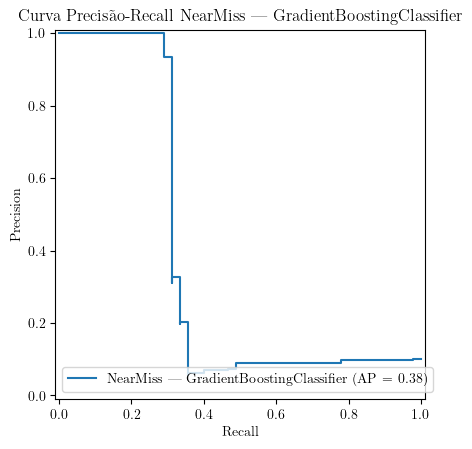 Curva Precisão-Recall NearMiss — GradientBoostingClassifier
1.0
0.8
0.6
0.4
0.2
0.0
Precision
NearMiss — GradientBoostingClassifier (AP = 0.38)
0.0 0.2 0.4 0.6 0.8 1.0
Recall